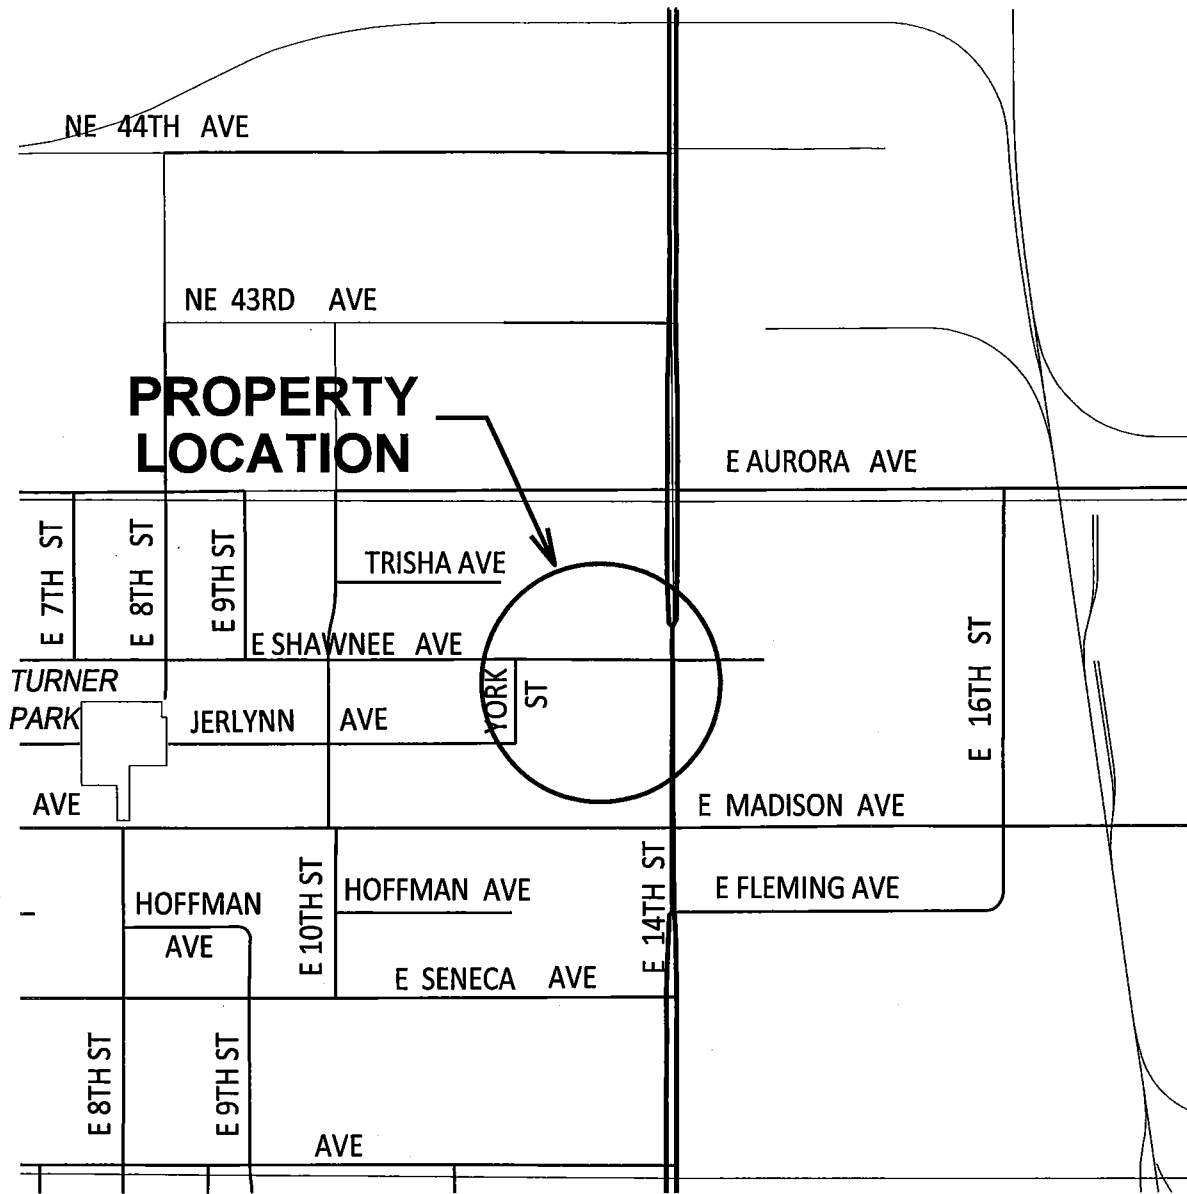 NE 44TH AVE
NE 43RD AVE
PROPERTY
LOCATION
E AURORA AVE
E 7TH ST
E 8TH ST
E 9TH ST
TRISHA AVE
E SHAWNEE AVE
TURNER
PARK
JERLYNN AVE
YORK
ST
E 16TH ST
AVE
E MADISON AVE
HOFFMAN
AVE
E 10TH ST
HOFFMAN AVE
E 14TH ST
E FLEMING AVE
E SENECA AVE
E 8TH ST
E 9TH ST
AVE